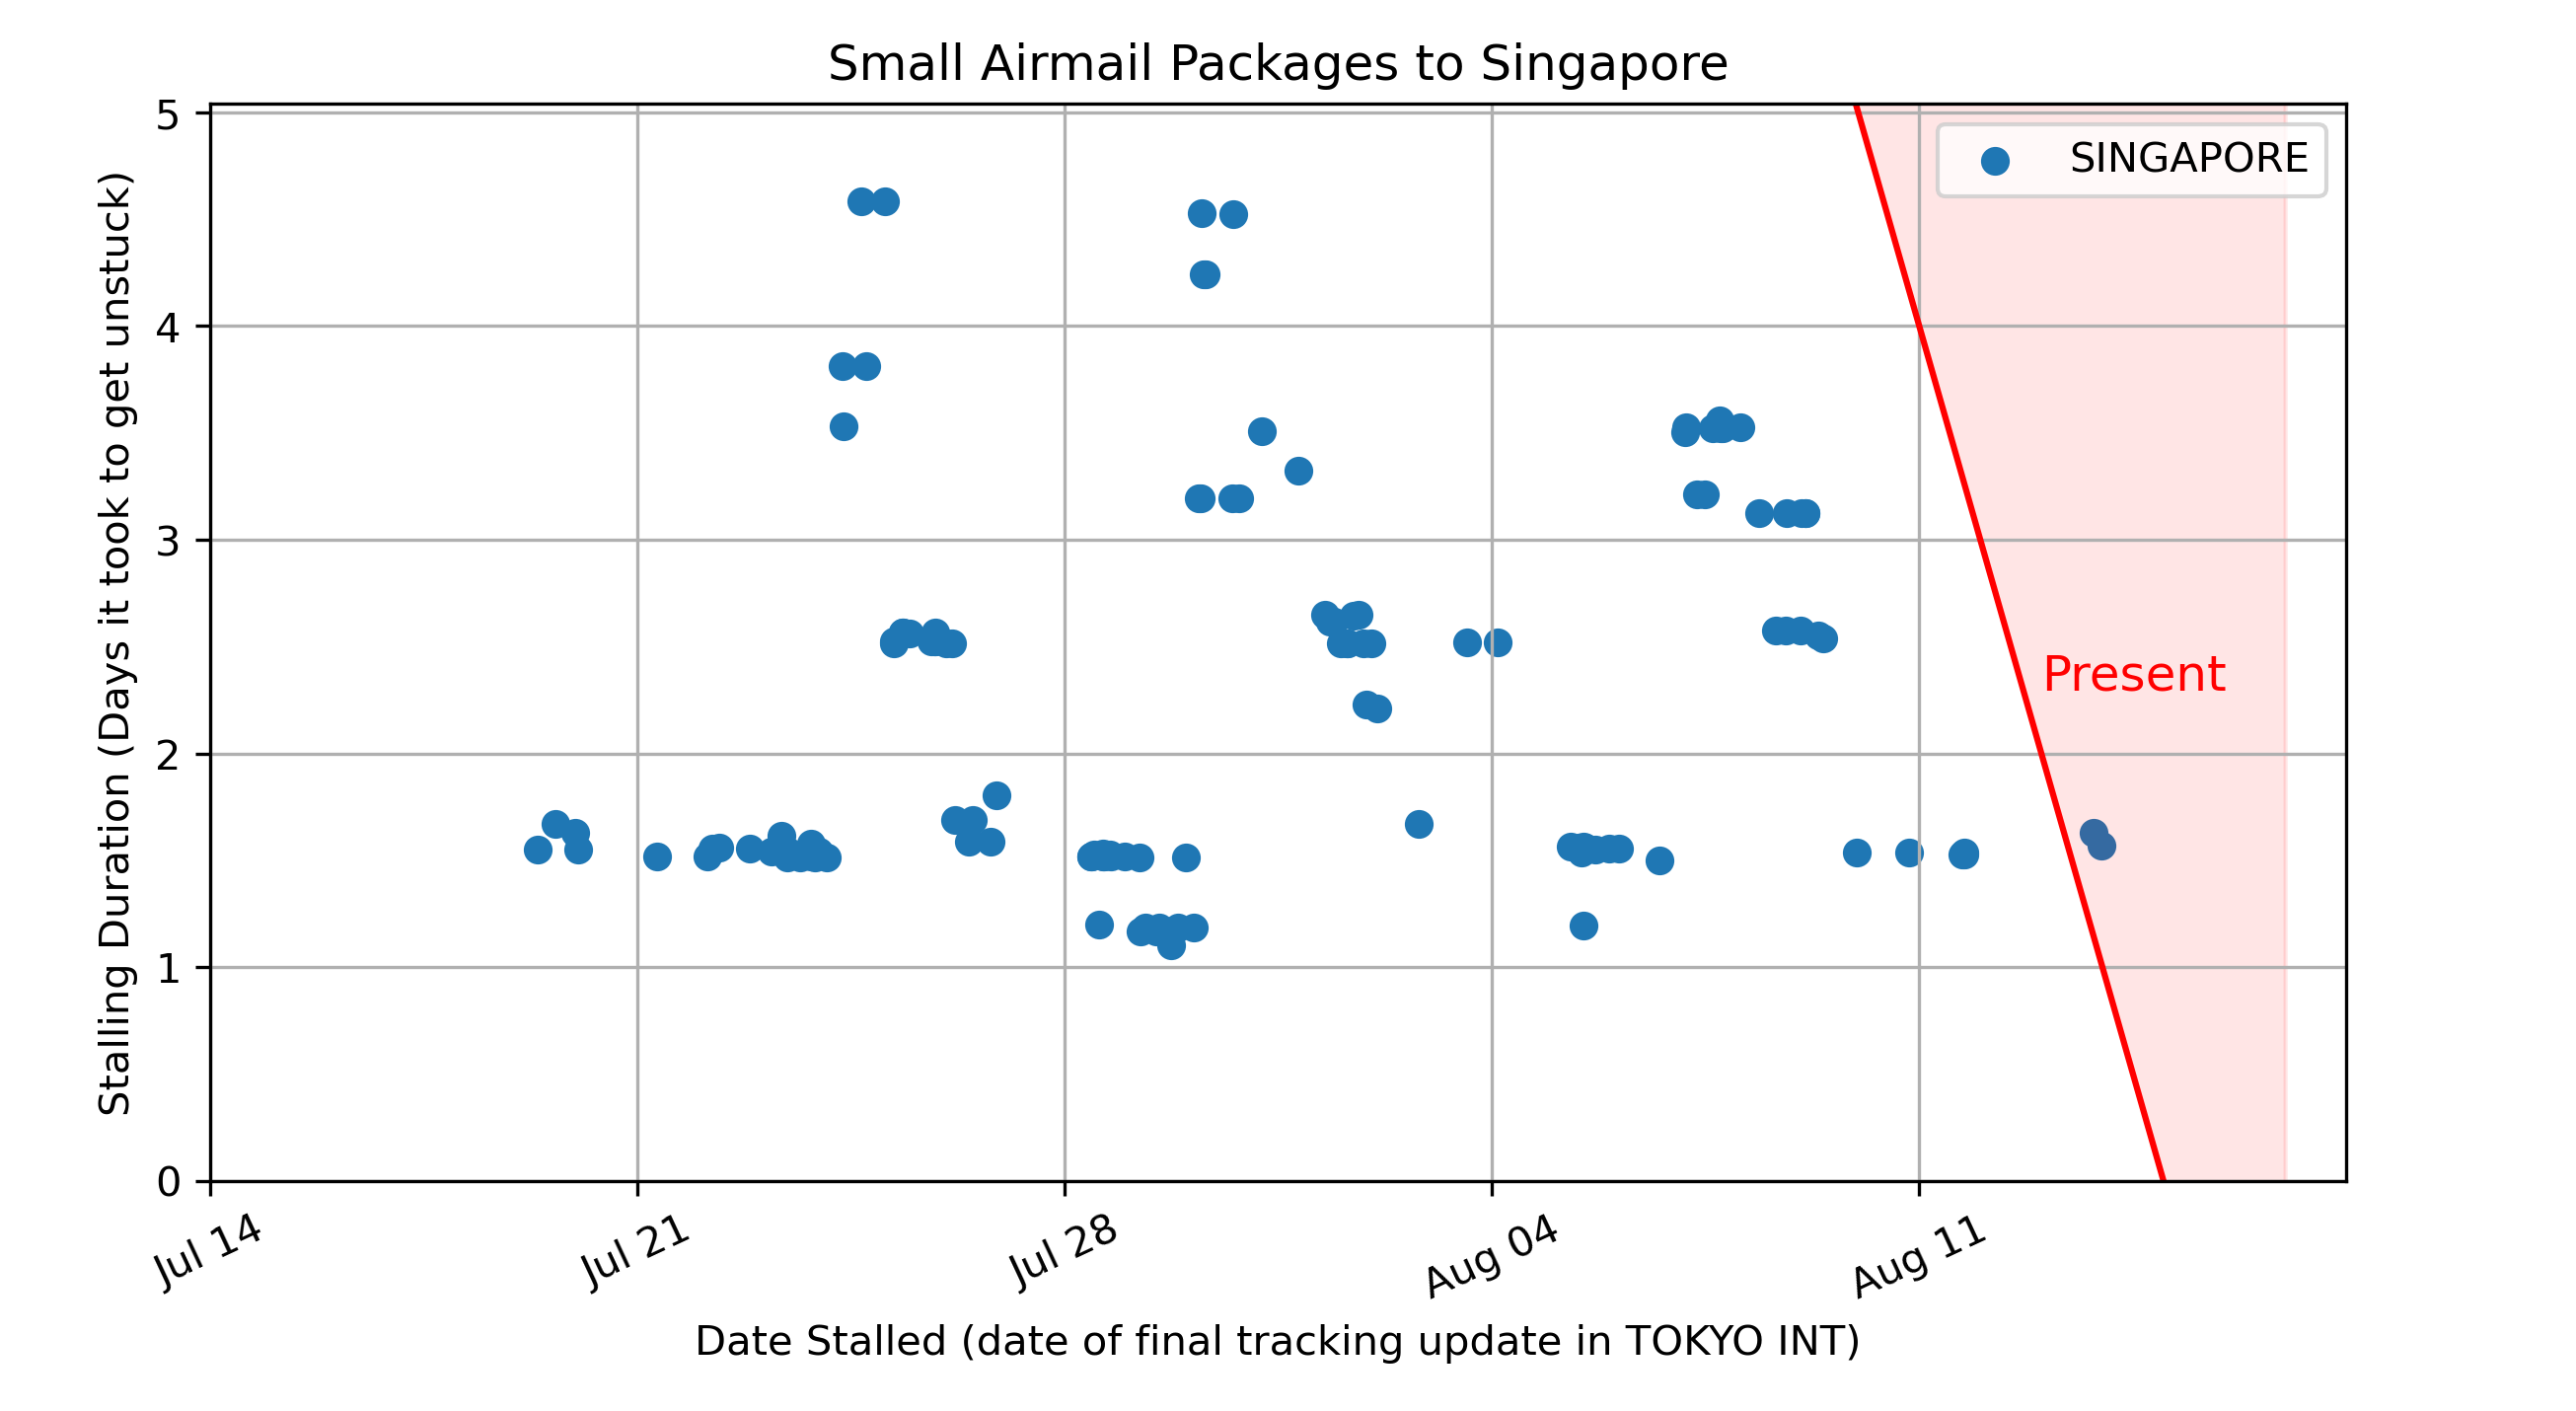 Small Airmail Packages to Singapore
Stalling Duration (Days it took to get unstuck)
5
4
3
2
1
0
SINGAPORE
Present
Jul 14
Jul 21
Jul 28
Aug 04
Aug 11
Date Stalled (date of final tracking update in TOKYO INT)